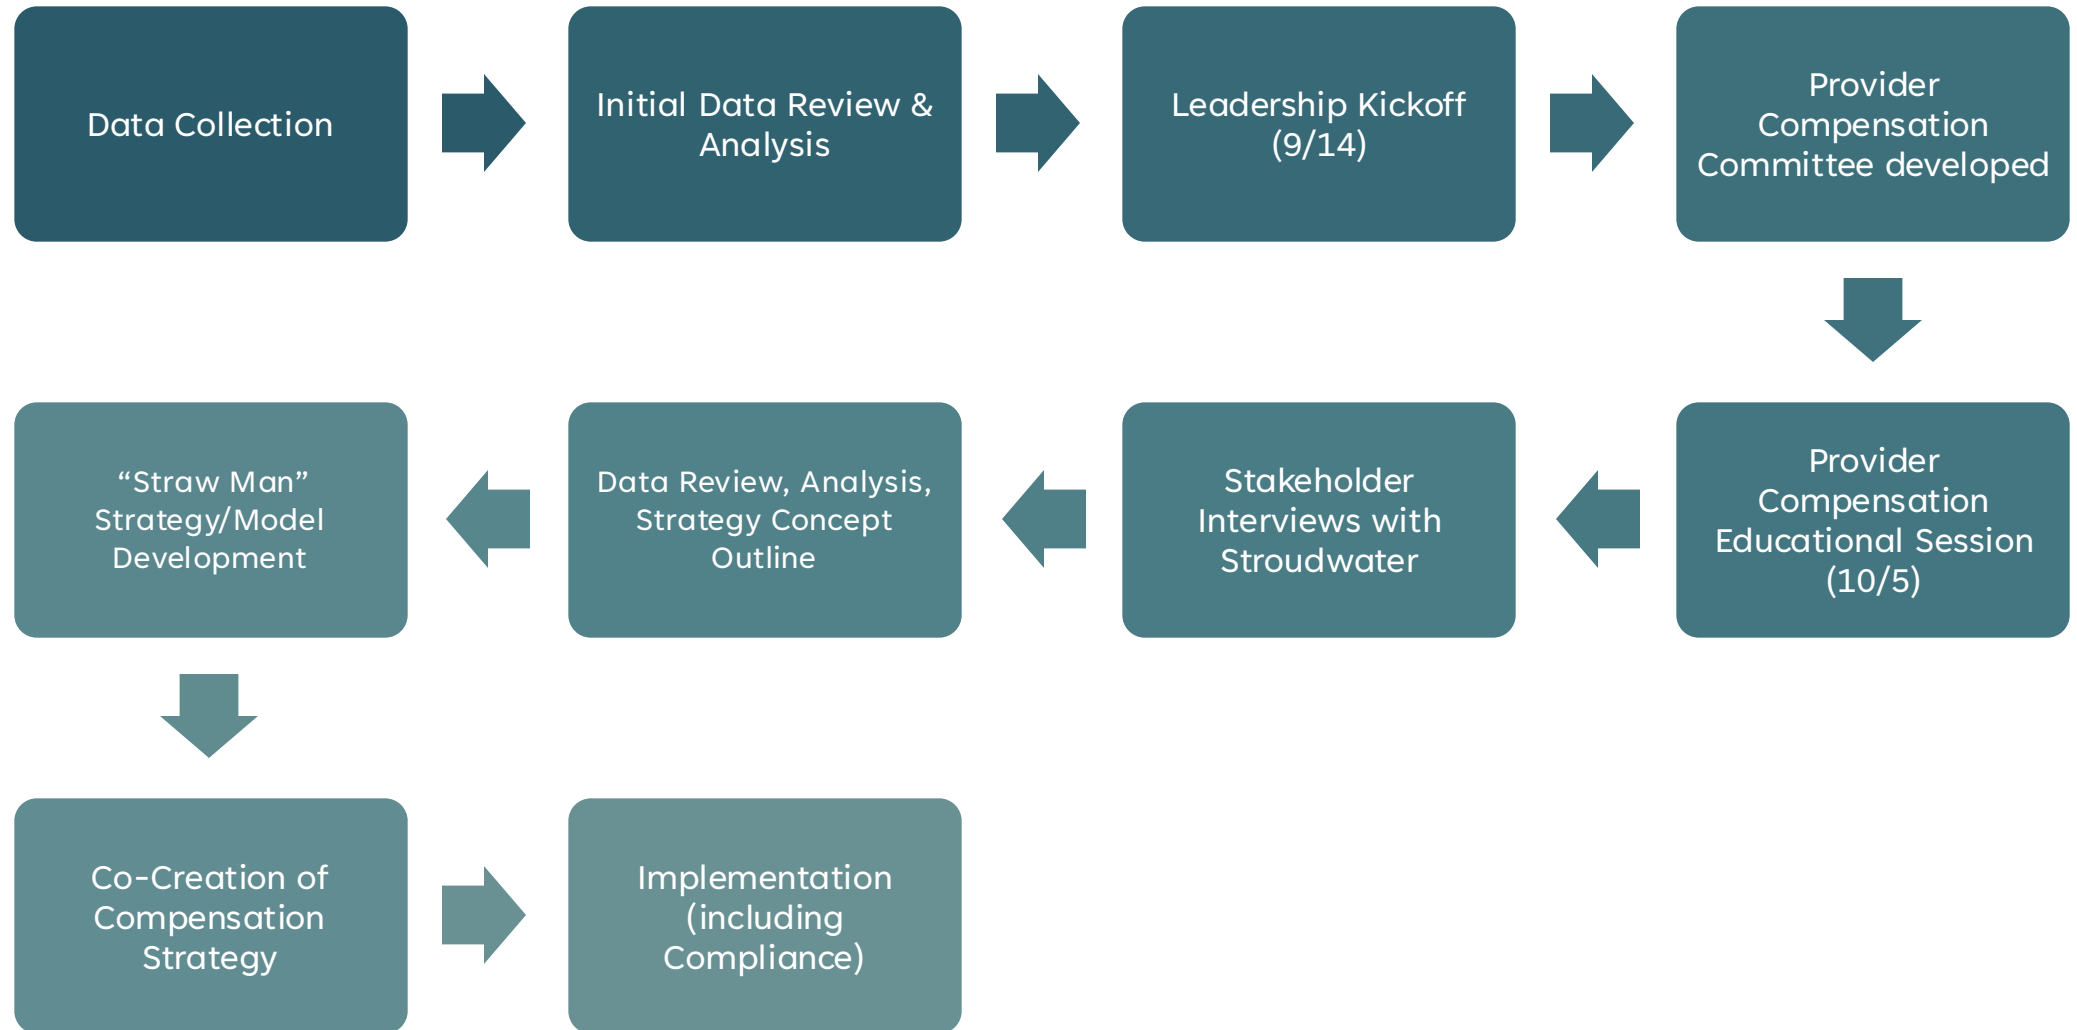 Data Collection
Initial Data Review &
Analysis
Leadership Kickoff
(9/14)
Provider
Compensation
Committee developed
Provider
Compensation
Educational Session
(10/5)
Stakeholder
Interviews with
Stroudwater
Data Review, Analysis,
Strategy Concept
Outline
“Straw Man”
Strategy/Model
Development
Co-Creation of
Compensation
Strategy
Implementation
(including
Compliance)